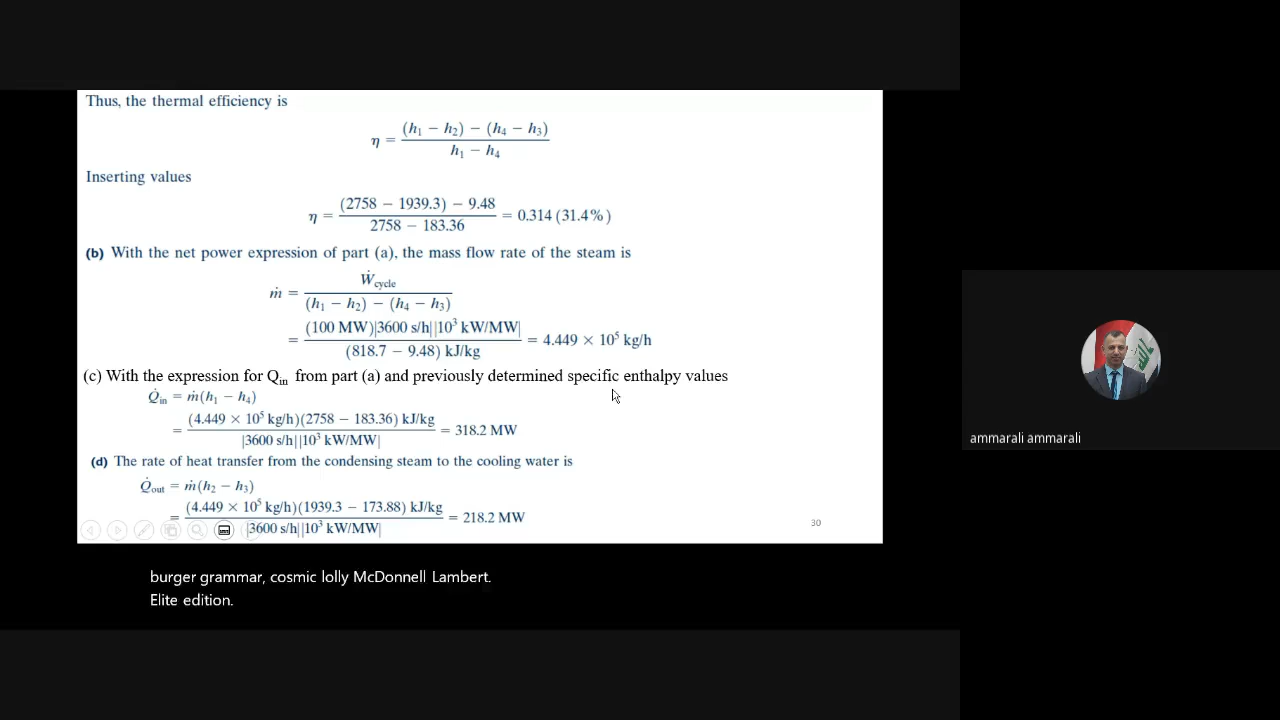 Thus, the thermal efficiency is
η = (h₁ − h₂) − (h₄ − h₃) / h₁ − h₄
Inserting values
η = (2758 − 1939.3) − 9.48 / 2758 − 183.36 = 0.314 (31.4%)
(b) With the net power expression of part (a), the mass flow rate of the steam is
ṁ = Ẇcycle / (h₁ − h₂) − (h₄ − h₃)
= (100 MW)|3600 s/h||10³ kW/MW| / (818.7 − 9.48) kJ/kg = 4.449 × 10⁵ kg/h
(c) With the expression for Qin from part (a) and previously determined specific enthalpy values
Q̇in = ṁ(h₁ − h₄)
= (4.449 × 10⁵ kg/h)(2758 − 183.36) kJ/kg / |3600 s/h||10³ kW/MW| = 318.2 MW
(d) The rate of heat transfer from the condensing steam to the cooling water is
Q̇out = ṁ(h₂ − h₃)
= (4.449 × 10⁵ kg/h)(1939.3 − 173.88) kJ/kg / |3600 s/h||10³ kW/MW| = 218.2 MW
30
burger grammar, cosmic lolly McDonnell Lambert.
Elite edition.
ammarali ammarali